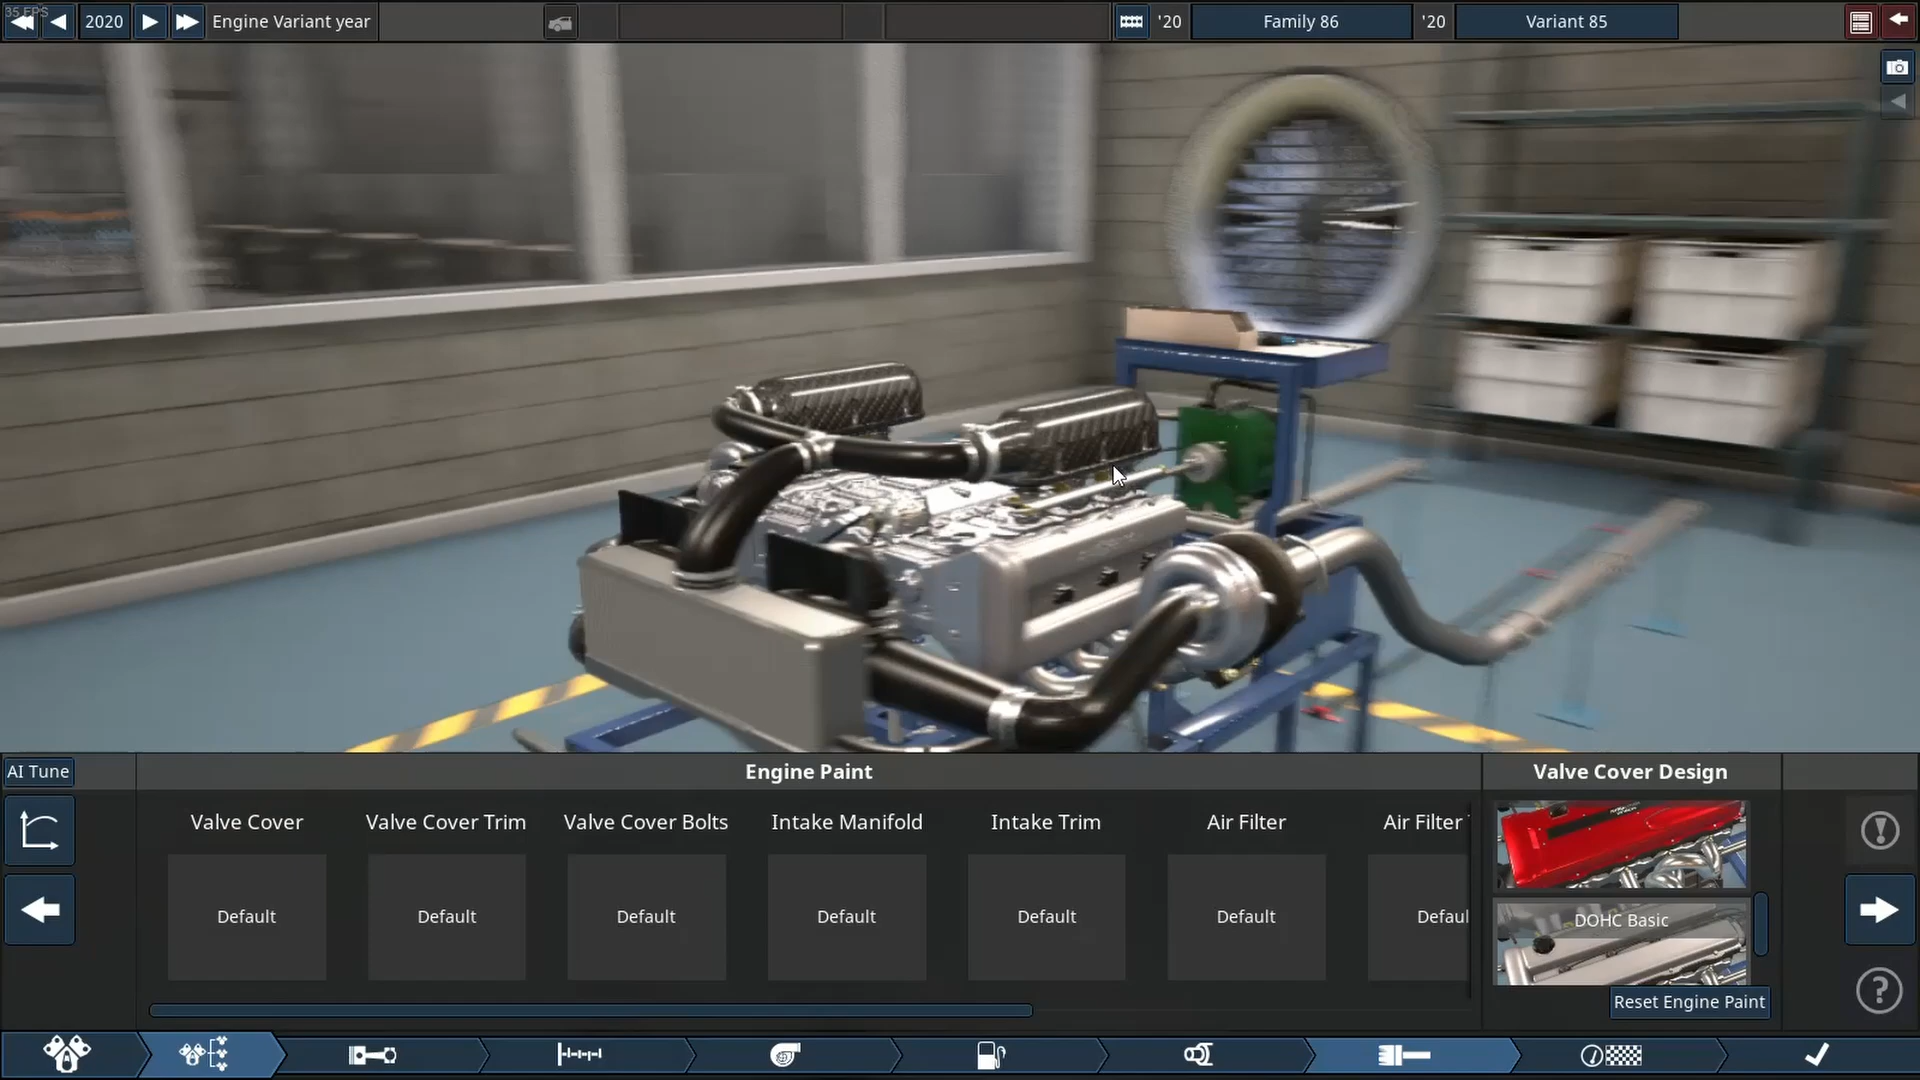 35 FPS
2020
Engine Variant year
'20
Family 86
'20
Variant 85
AI Tune
Engine Paint
Valve Cover Design
Valve Cover
Valve Cover Trim
Valve Cover Bolts
Intake Manifold
Intake Trim
Air Filter
Air Filter
Default
Default
Default
Default
Default
Default
Defaul
DOHC Basic
Reset Engine Paint